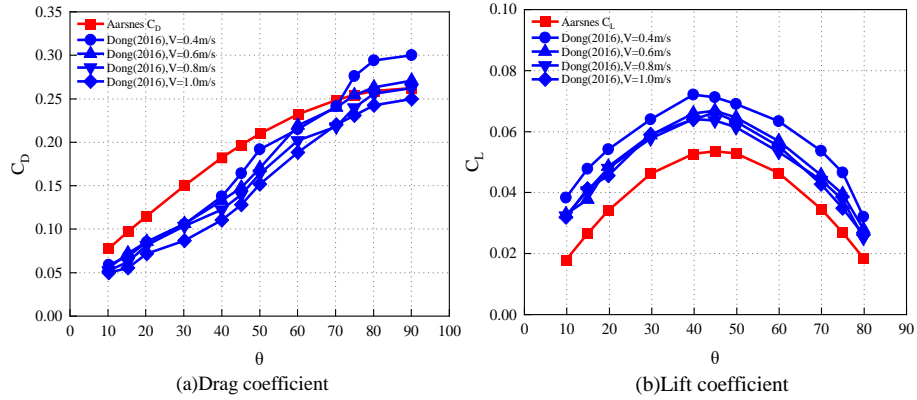 Aarsnes C_D
Dong(2016),V=0.4m/s
Dong(2016),V=0.6m/s
Dong(2016),V=0.8m/s
Dong(2016),V=1.0m/s
0.35
0.30
0.25
0.20
0.15
0.10
0.05
0.00
C_D
0 10 20 30 40 50 60 70 80 90 100
θ
(a)Drag coefficient
Aarsnes C_L
Dong(2016),V=0.4m/s
Dong(2016),V=0.6m/s
Dong(2016),V=0.8m/s
Dong(2016),V=1.0m/s
0.10
0.08
0.06
0.04
0.02
0.00
C_L
0 10 20 30 40 50 60 70 80 90
θ
(b)Lift coefficient